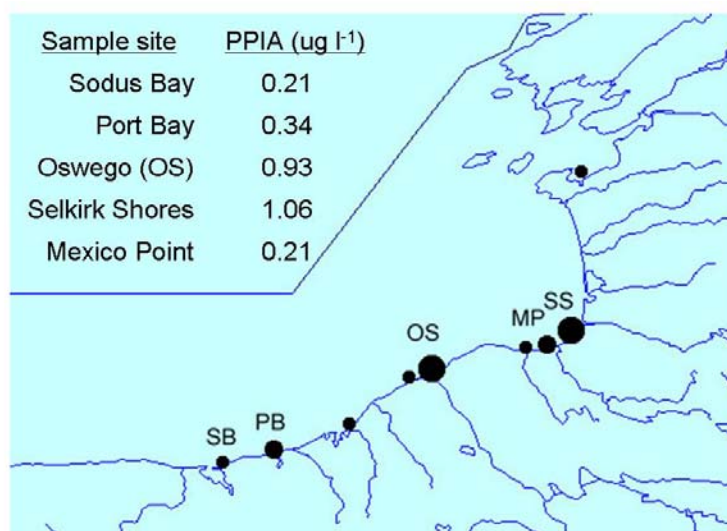 Sample site PPIA (ug l-1)
Sodus Bay 0.21
Port Bay 0.34
Oswego (OS) 0.93
Selkirk Shores 1.06
Mexico Point 0.21
SS
MP
OS
PB
SB